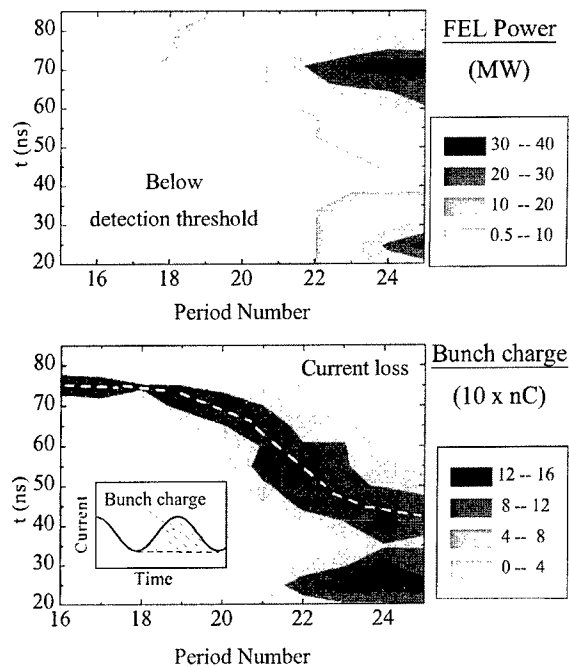 FEL Power
(MW)
85
80
70
60
50
40
30
20
t (ns)
Below
detection threshold
30 -- 40
20 -- 30
10 -- 20
0.5 -- 10
16 18 20 22 24
Period Number
Bunch charge
(10 x nC)
85
80
70
60
50
40
30
20
t (ns)
Current loss
Bunch charge
Current
Time
12 -- 16
8 -- 12
4 -- 8
0 -- 4
16 18 20 22 24
Period Number